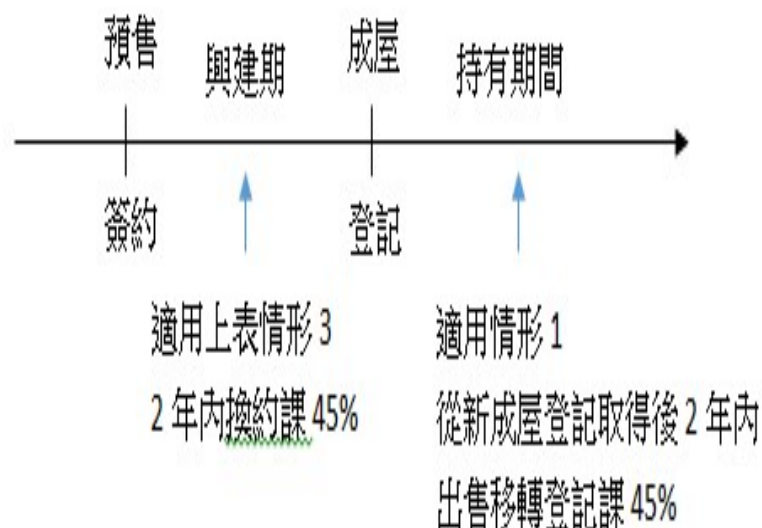 預售
興建期
成屋
持有期間
簽約
登記
適用上表情形 3
2 年內換約課 45%
適用情形 1
從新成屋登記取得後 2 年內
出售移轉登記課 45%